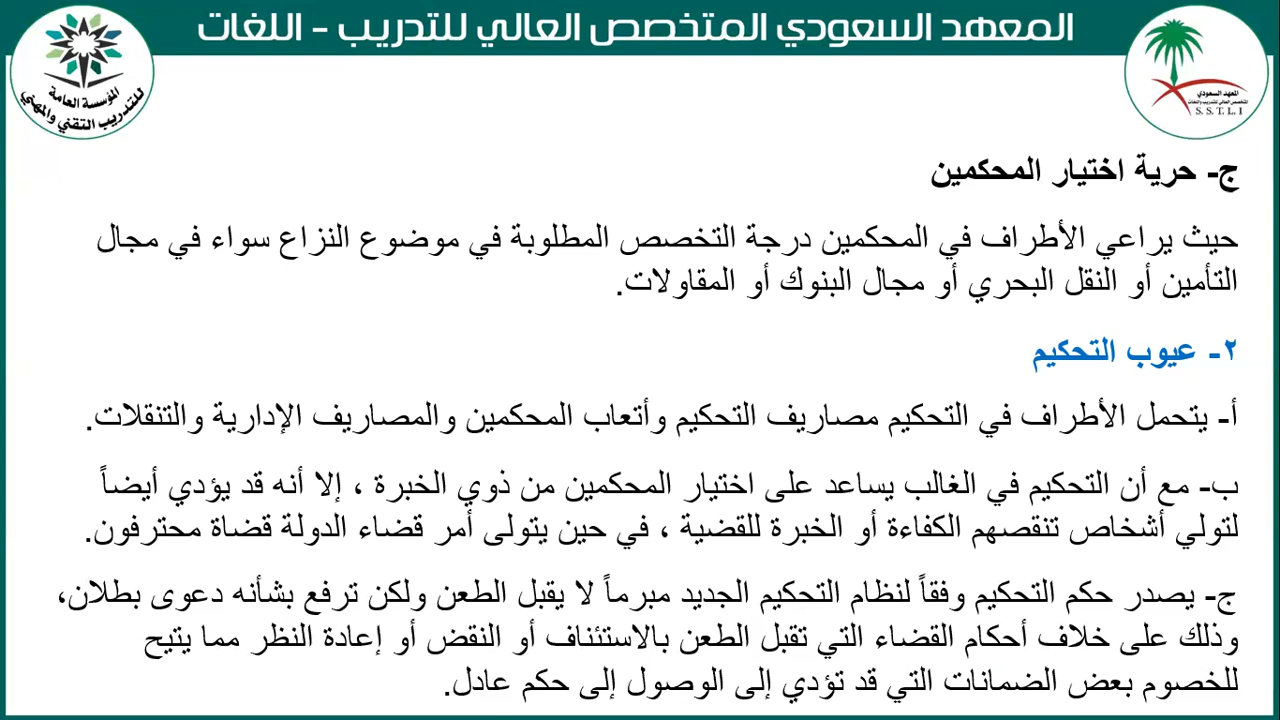 المعهد السعودي المتخصص العالي للتدريب - اللغات
المؤسسة العامة
للتدريب التقني والمهني
المعهد السعودي
المتخصص العالي للتدريب واللغات
S.S.T.L.I
ج- حرية اختيار المحكمين
حيث يراعي الأطراف في المحكمين درجة التخصص المطلوبة في موضوع النزاع سواء في مجال
التأمين أو النقل البحري أو مجال البنوك أو المقاولات.
٢- عيوب التحكيم
أ- يتحمل الأطراف في التحكيم مصاريف التحكيم وأتعاب المحكمين والمصاريف الإدارية والتنقلات.
ب- مع أن التحكيم في الغالب يساعد على اختيار المحكمين من ذوي الخبرة ، إلا أنه قد يؤدي أيضاً
لتولي أشخاص تنقصهم الكفاءة أو الخبرة للقضية ، في حين يتولى أمر قضاء الدولة قضاة محترفون.
ج- يصدر حكم التحكيم وفقاً لنظام التحكيم الجديد مبرماً لا يقبل الطعن ولكن ترفع بشأنه دعوى بطلان،
وذلك على خلاف أحكام القضاء التي تقبل الطعن بالاستئناف أو النقض أو إعادة النظر مما يتيح
للخصوم بعض الضمانات التي قد تؤدي إلى الوصول إلى حكم عادل.